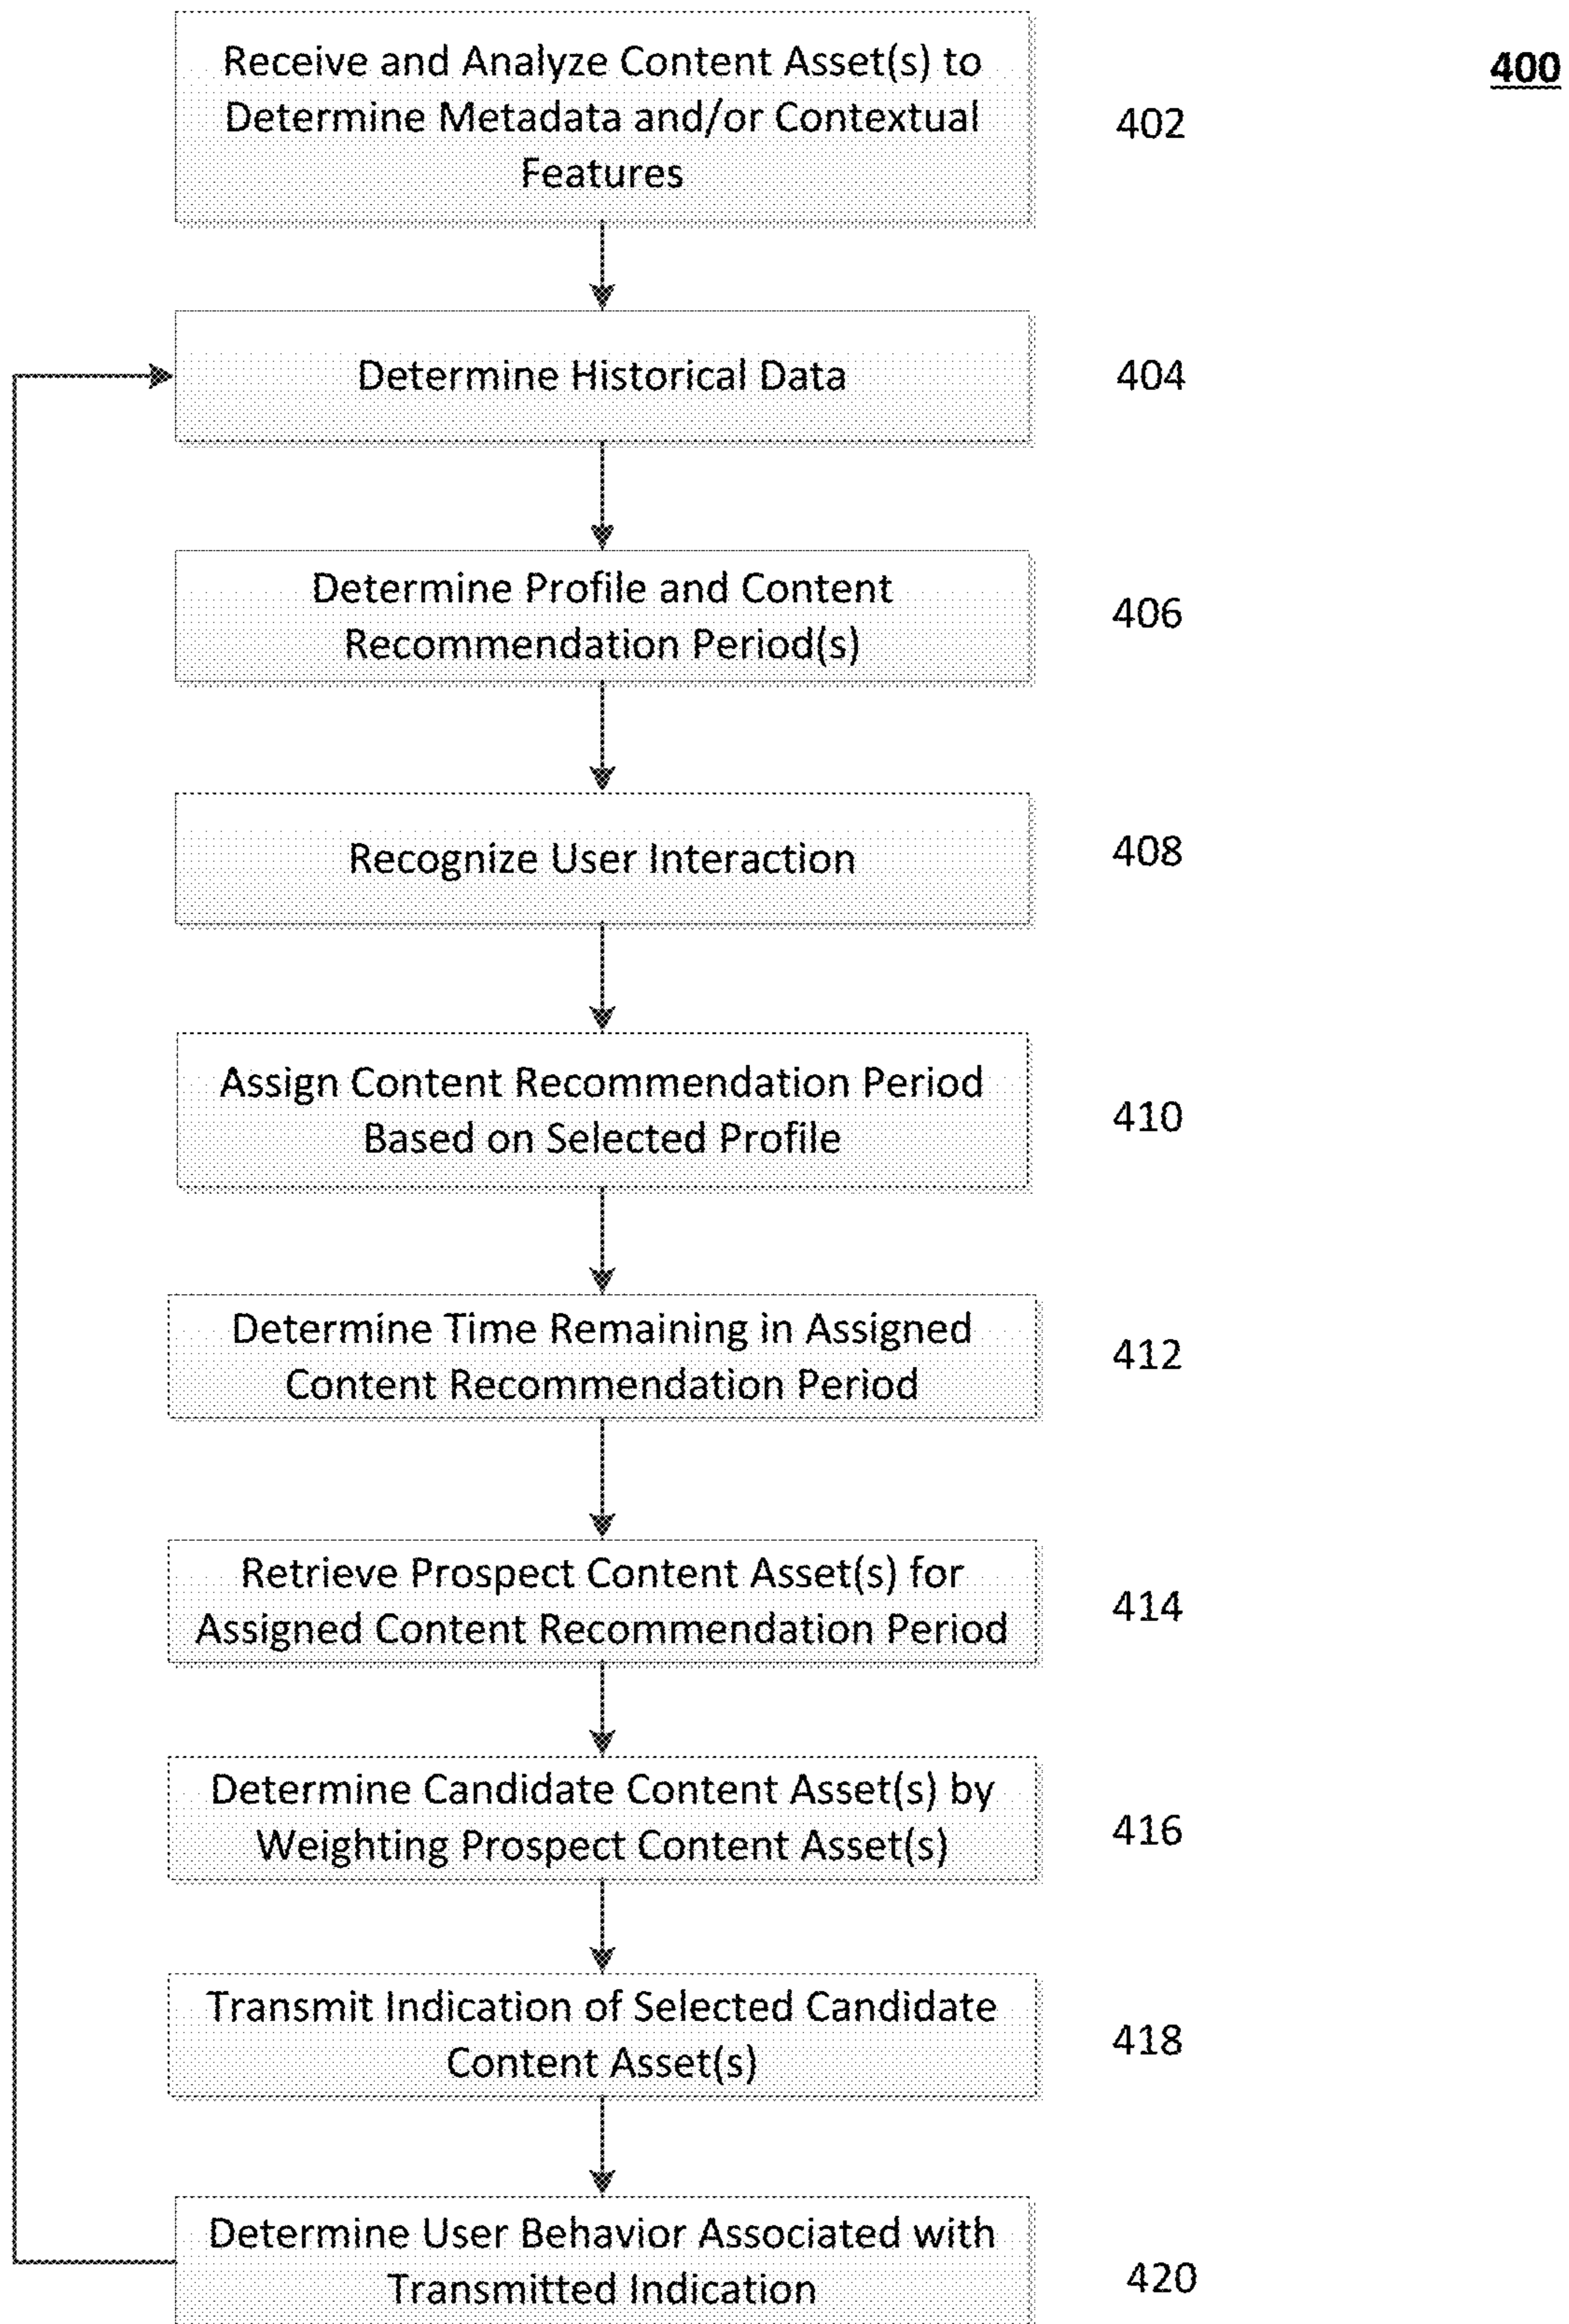 400
Receive and Analyze Content Asset(s) to
Determine Metadata and/or Contextual
Features
402
Determine Historical Data
404
Determine Profile and Content
Recommendation Period(s)
406
Recognize User Interaction
408
Assign Content Recommendation Period
Based on Selected Profile
410
Determine Time Remaining in Assigned
Content Recommendation Period
412
Retrieve Prospect Content Asset(s) for
Assigned Content Recommendation Period
414
Determine Candidate Content Asset(s) by
Weighting Prospect Content Asset(s)
416
Transmit Indication of Selected Candidate
Content Asset(s)
418
Determine User Behavior Associated with
Transmitted Indication
420